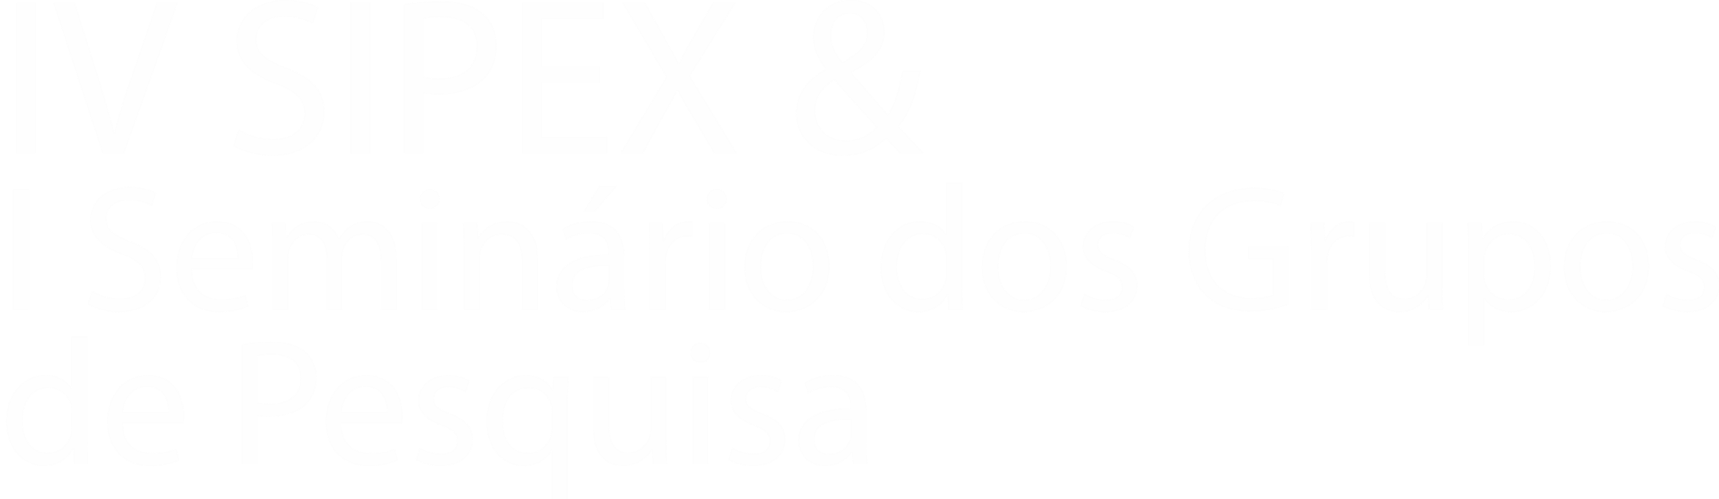 IV SIPEX &
I Seminário dos Grupos
de Pesquisa